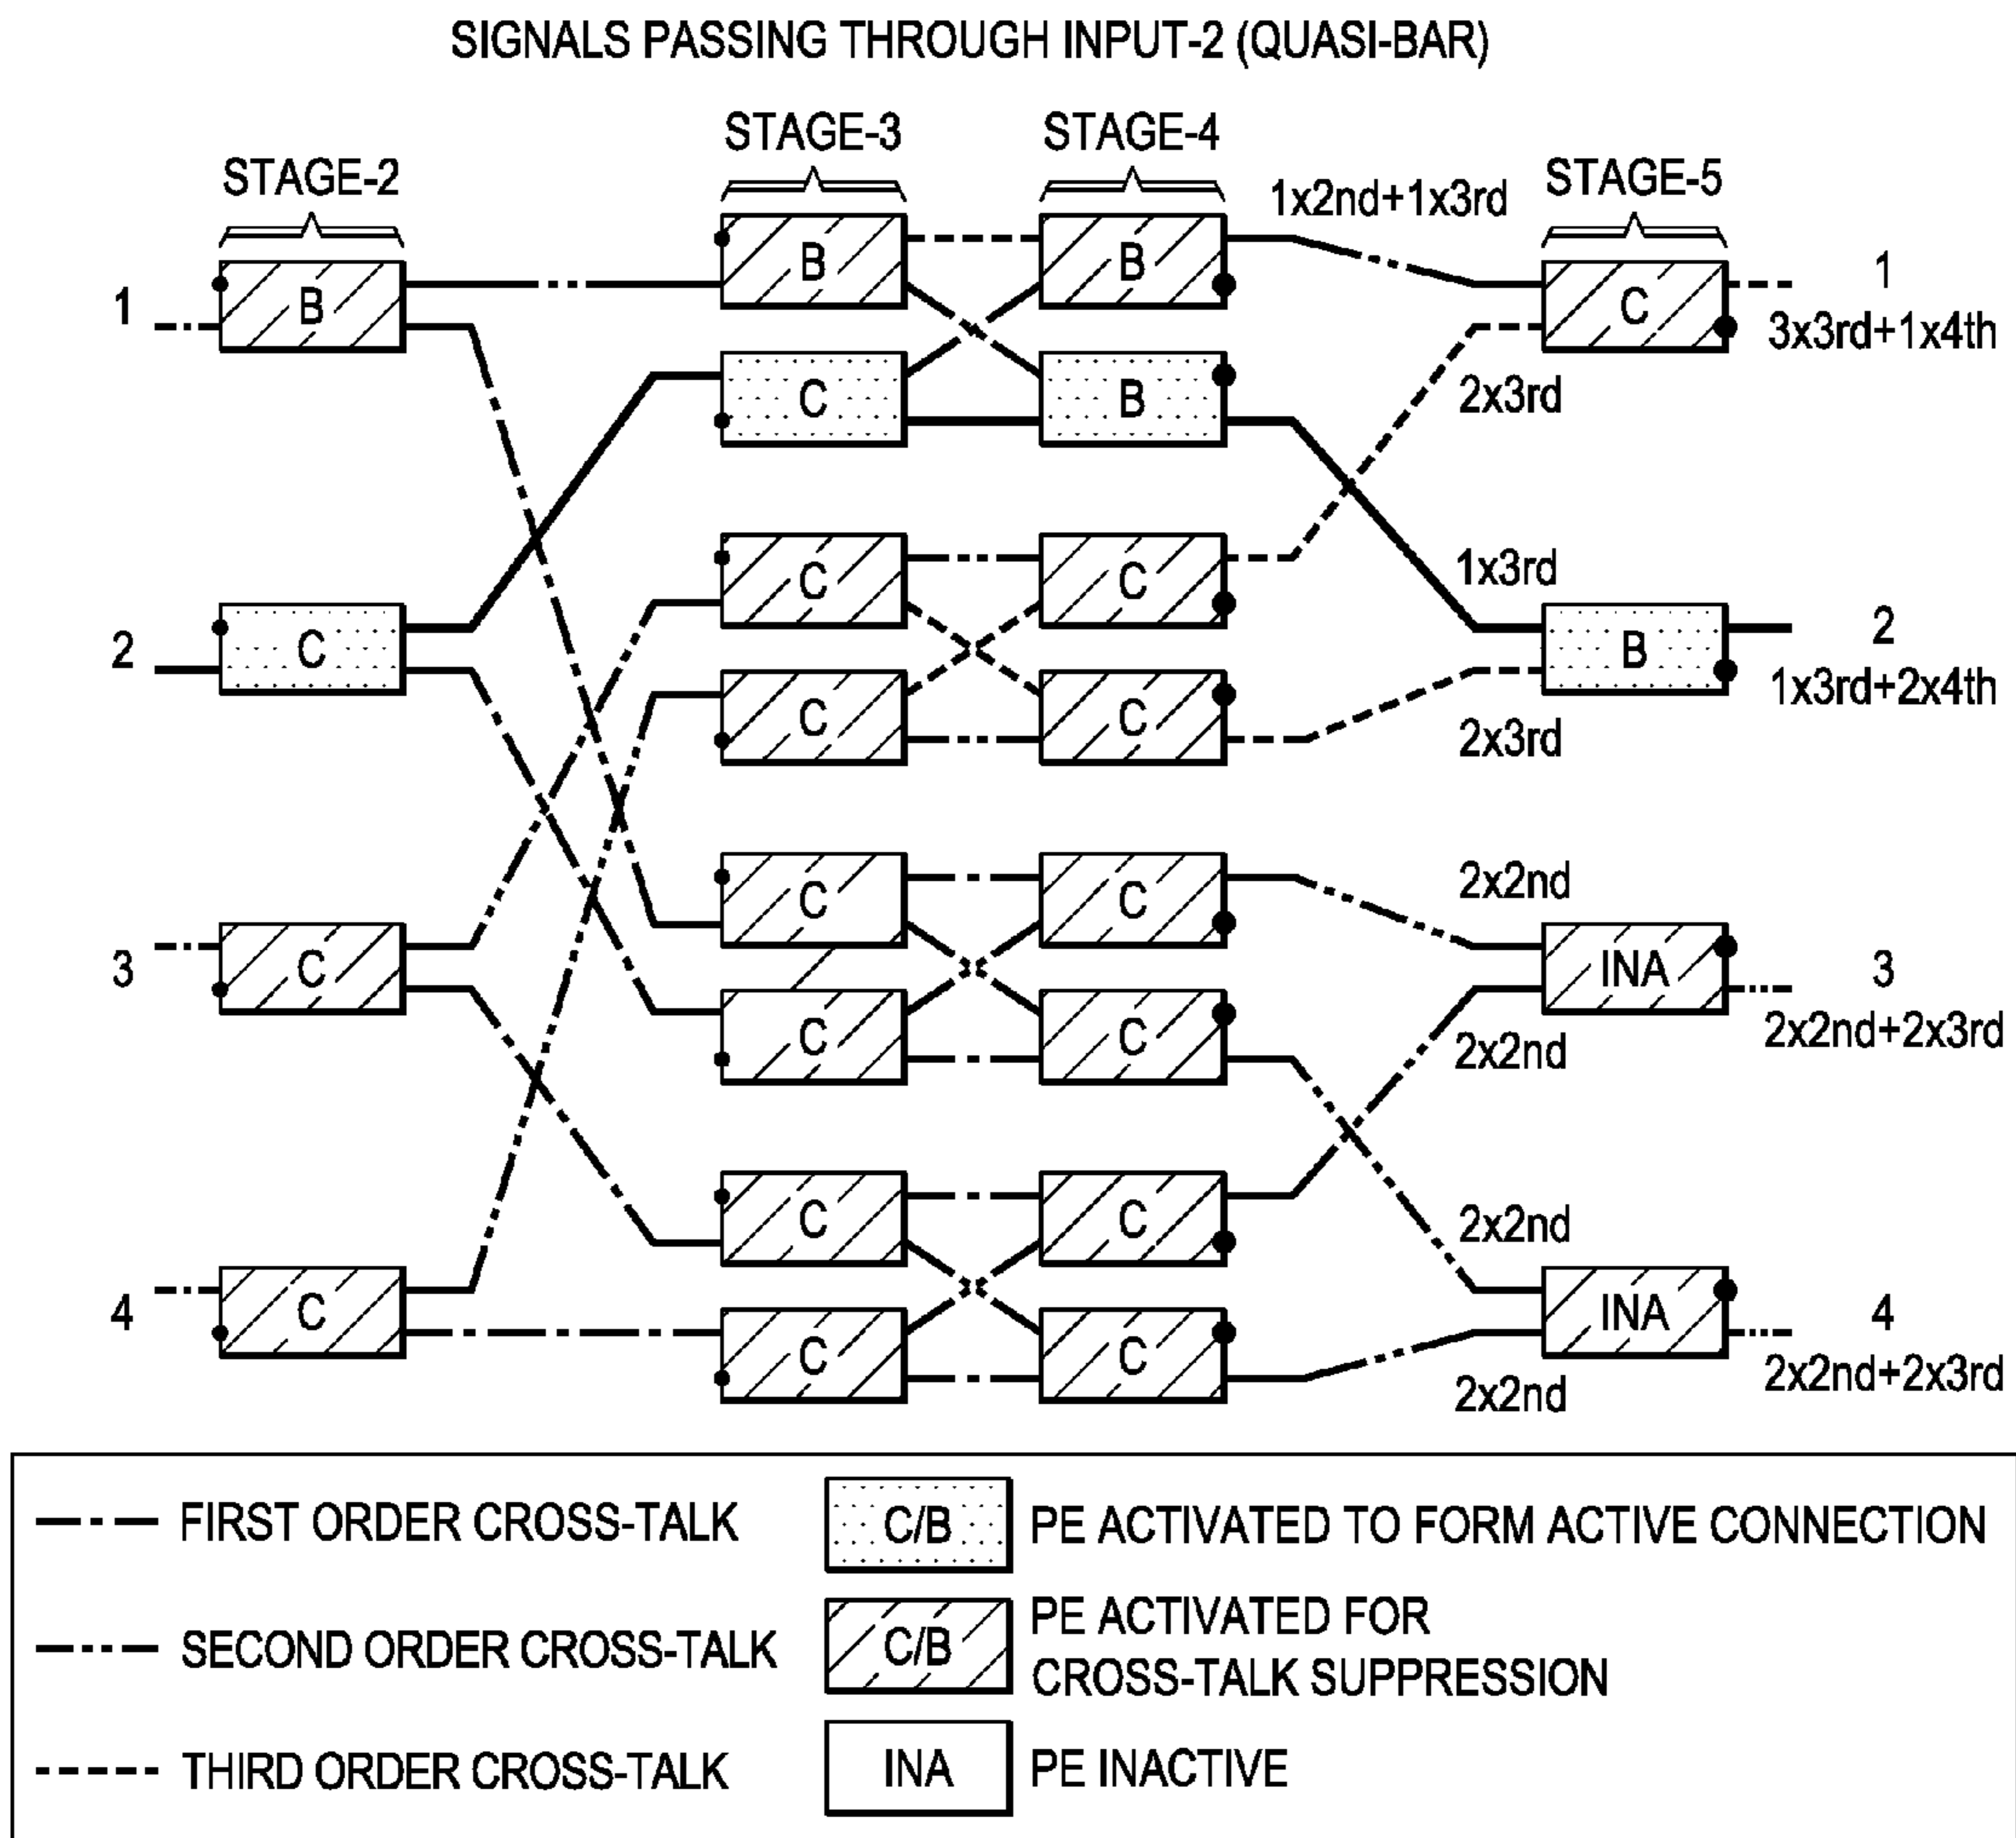 SIGNALS PASSING THROUGH INPUT-2 (QUASI-BAR)
STAGE-2
STAGE-3
STAGE-4
STAGE-5
1x2nd+1x3rd
1
B
B
B
C
1
3x3rd+1x4th
C
B
2x3rd
2
C
C
C
1x3rd
B
2
1x3rd+2x4th
C
C
2x3rd
3
C
C
C
2x2nd
INA
3
2x2nd+2x3rd
C
C
2x2nd
4
C
C
C
2x2nd
INA
4
2x2nd+2x3rd
C
C
2x2nd
FIRST ORDER CROSS-TALK
C/B
PE ACTIVATED TO FORM ACTIVE CONNECTION
SECOND ORDER CROSS-TALK
C/B
PE ACTIVATED FOR
CROSS-TALK SUPPRESSION
THIRD ORDER CROSS-TALK
INA
PE INACTIVE